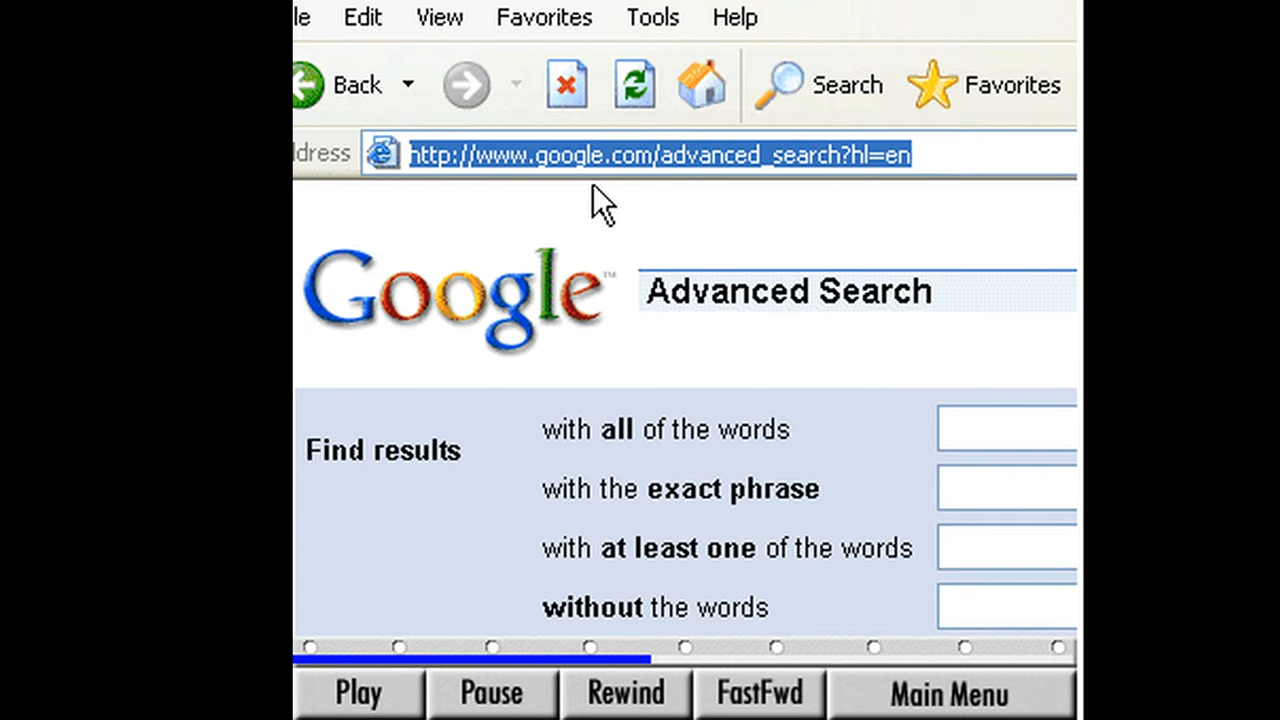 le Edit View Favorites Tools Help
Back Search Favorites
ddress http://www.google.com/advanced_search?hl=en
Google™ Advanced Search
Find results
with all of the words
with the exact phrase
with at least one of the words
without the words
Play Pause Rewind FastFwd Main Menu